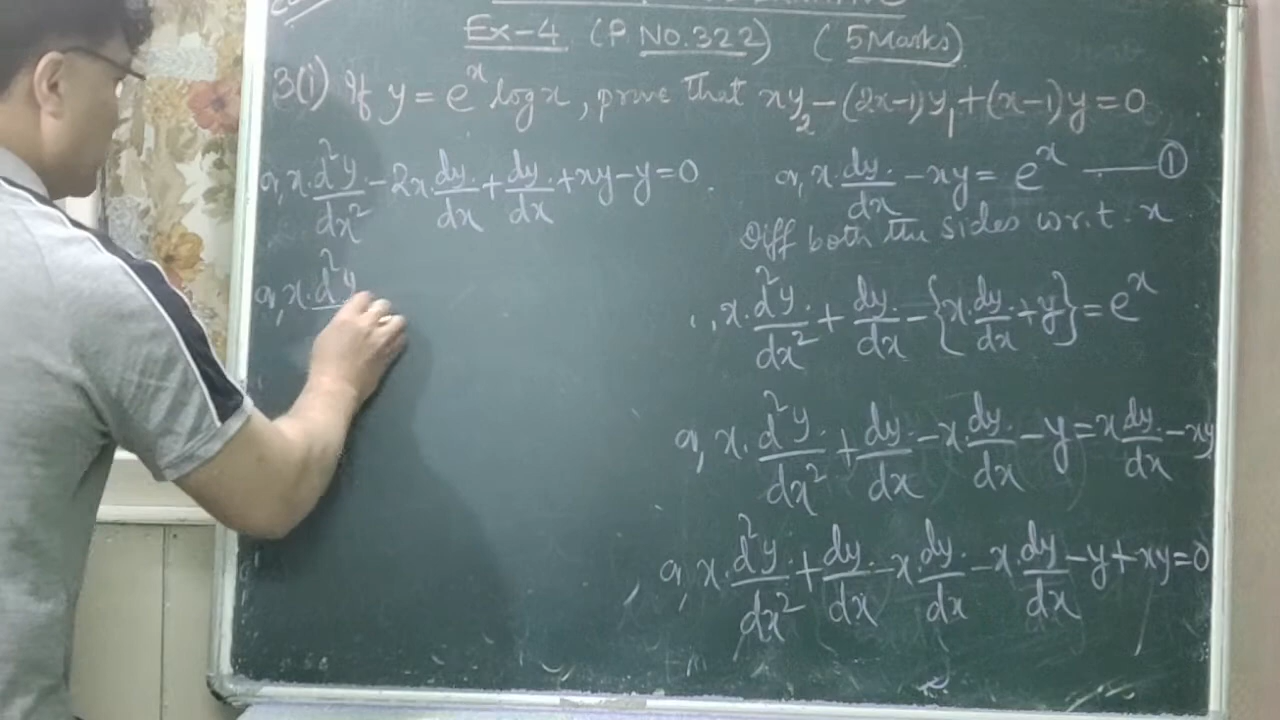 Ex-4 (P.No.322) (5Marks)
3(i) If y = e^x log x, prove that xy₂-(2x-1)y₁+(x-1)y=0
or, x.d²y/dx² - 2x.dy/dx + dy/dx + xy-y=0.
or, x.d²y
or, x.dy/dx - xy = e^x —— ①
Diff both the sides w.r.t. x
x.d²y/dx² + dy/dx - {x.dy/dx + y} = e^x
or, x.d²y/dx² + dy/dx - x.dy/dx - y = x dy/dx - xy
or, x.d²y/dx² + dy/dx - x.dy/dx - x.dy/dx - y + xy = 0